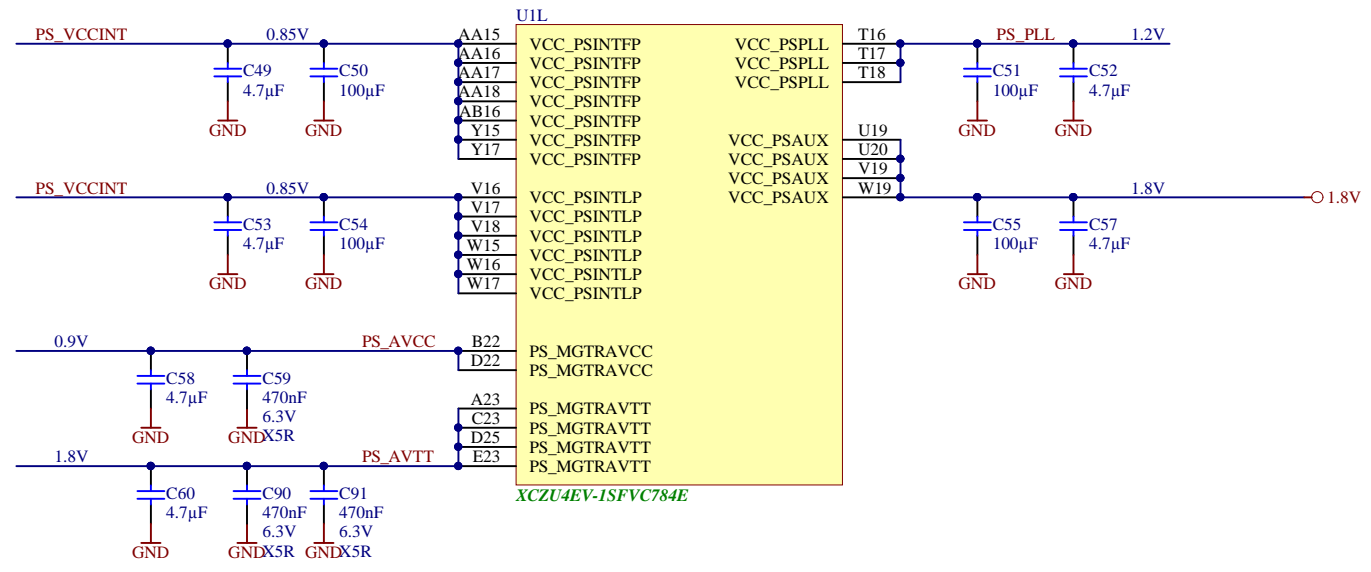 U1L
PS_VCCINT 0.85V AA15 VCC_PSINTFP VCC_PSPLL T16 PS_PLL 1.2V
AA16 VCC_PSINTFP VCC_PSPLL T17
C49 C50 AA17 VCC_PSINTFP VCC_PSPLL T18 C51 C52
4.7µF 100µF AA18 VCC_PSINTFP 100µF 4.7µF
AB16 VCC_PSINTFP
GND GND Y15 VCC_PSINTFP VCC_PSAUX U19 GND GND
Y17 VCC_PSINTFP VCC_PSAUX U20
VCC_PSAUX V19
PS_VCCINT 0.85V V16 VCC_PSINTLP VCC_PSAUX W19 1.8V 1.8V
V17 VCC_PSINTLP
C53 C54 V18 VCC_PSINTLP C55 C57
4.7µF 100µF W15 VCC_PSINTLP 100µF 4.7µF
W16 VCC_PSINTLP
GND GND W17 VCC_PSINTLP GND GND
0.9V PS_AVCC B22 PS_MGTRAVCC
D22 PS_MGTRAVCC
C58 C59
4.7µF 470nF
6.3V
GND GND X5R
A23 PS_MGTRAVTT
C23 PS_MGTRAVTT
D25 PS_MGTRAVTT
1.8V PS_AVTT E23 PS_MGTRAVTT
C60 C90 C91
4.7µF 470nF 470nF
6.3V 6.3V
GND GND X5R GND X5R
XCZU4EV-1SFVC784E